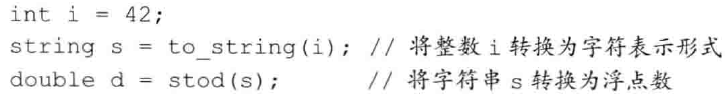 int i = 42;
string s = to_string(i); // 将整数 i 转换为字符表示形式
double d = stod(s); // 将字符串 s 转换为浮点数